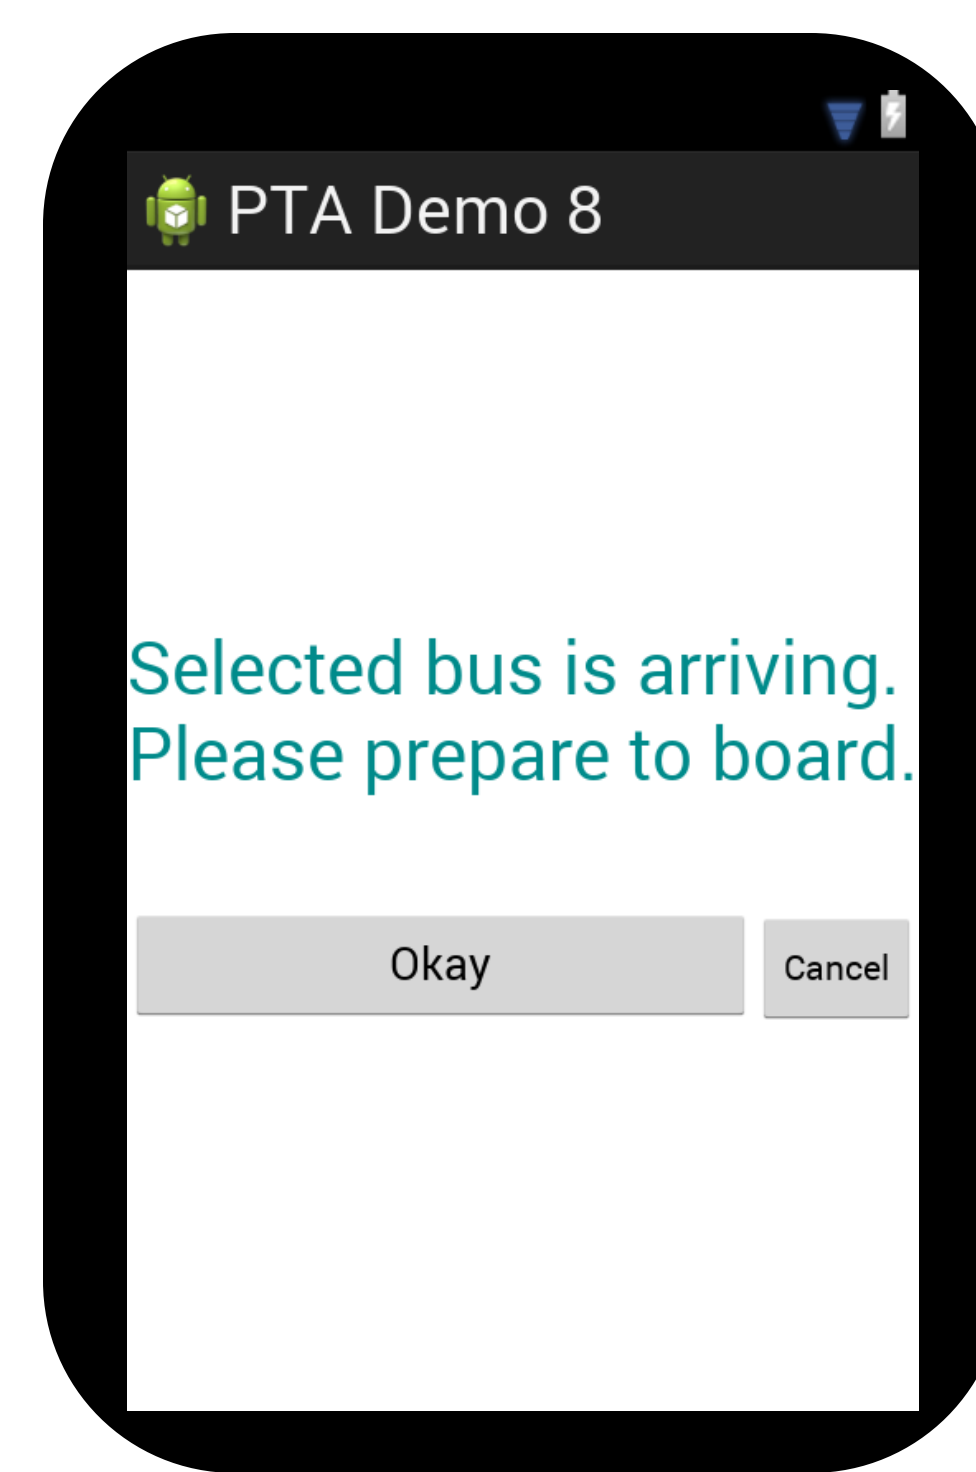 PTA Demo 8
Selected bus is arriving.
Please prepare to board.
Okay
Cancel